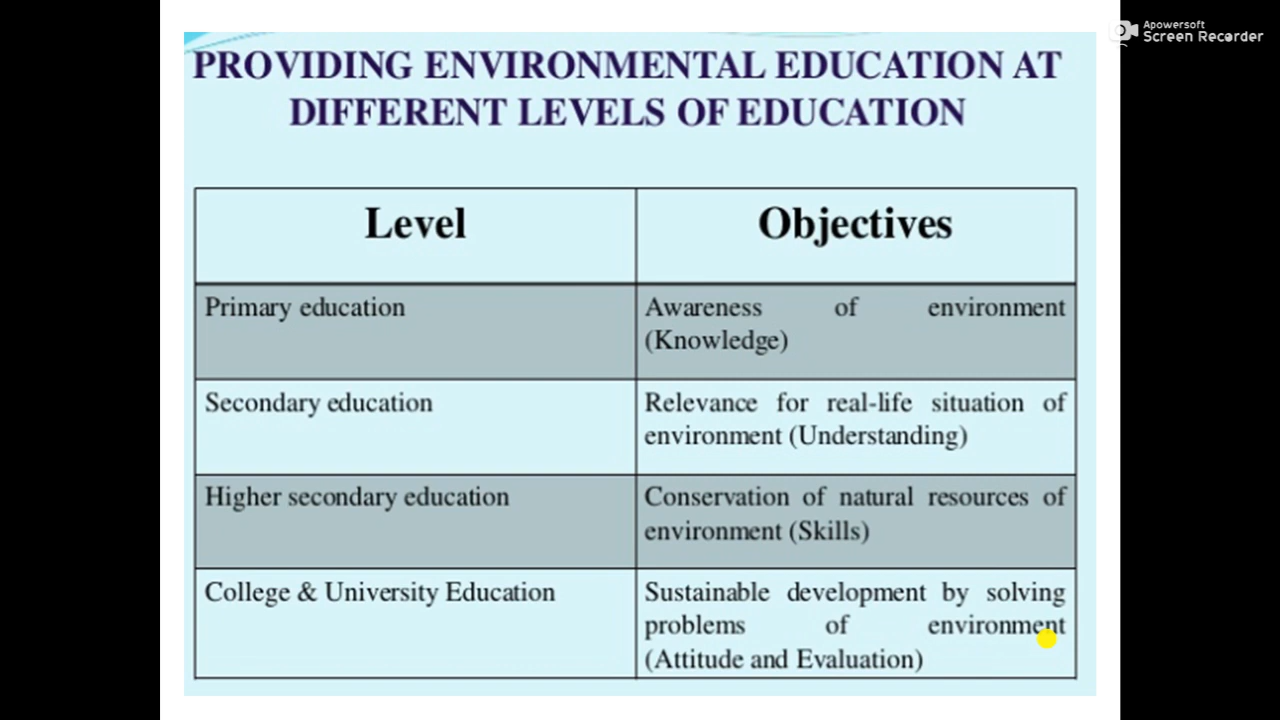 Apowersoft
Screen Recorder
PROVIDING ENVIRONMENTAL EDUCATION AT
DIFFERENT LEVELS OF EDUCATION
Level
Objectives
Primary education
Awareness of environment
(Knowledge)
Secondary education
Relevance for real-life situation of
environment (Understanding)
Higher secondary education
Conservation of natural resources of
environment (Skills)
College & University Education
Sustainable development by solving
problems of environment
(Attitude and Evaluation)